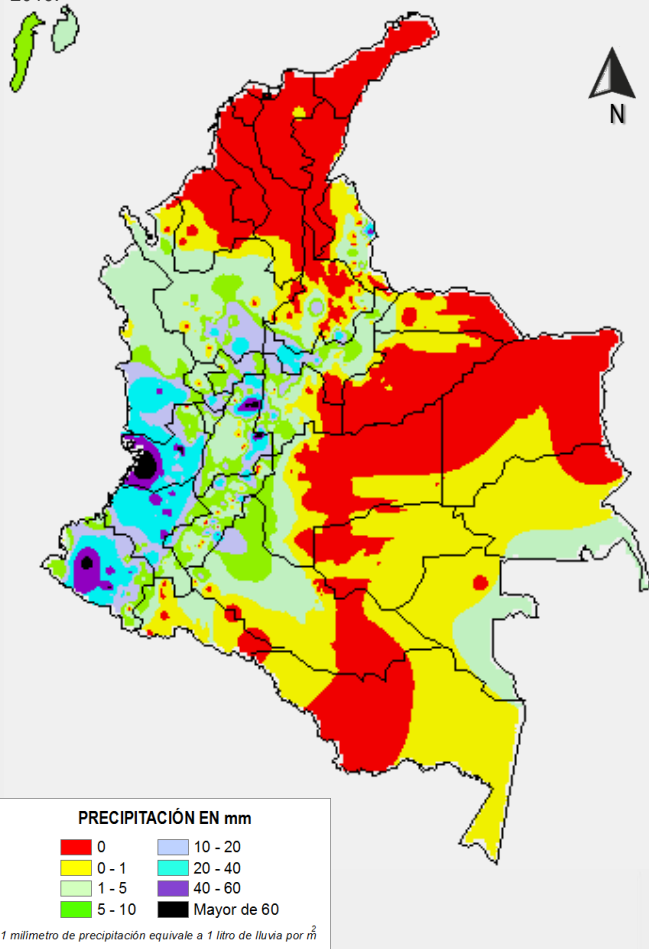 N
PRECIPITACIÓN EN mm
0
10 - 20
0 - 1
20 - 40
1 - 5
40 - 60
5 - 10
Mayor de 60
1 milimetro de precipitación equivale a 1 litro de lluvia por m²